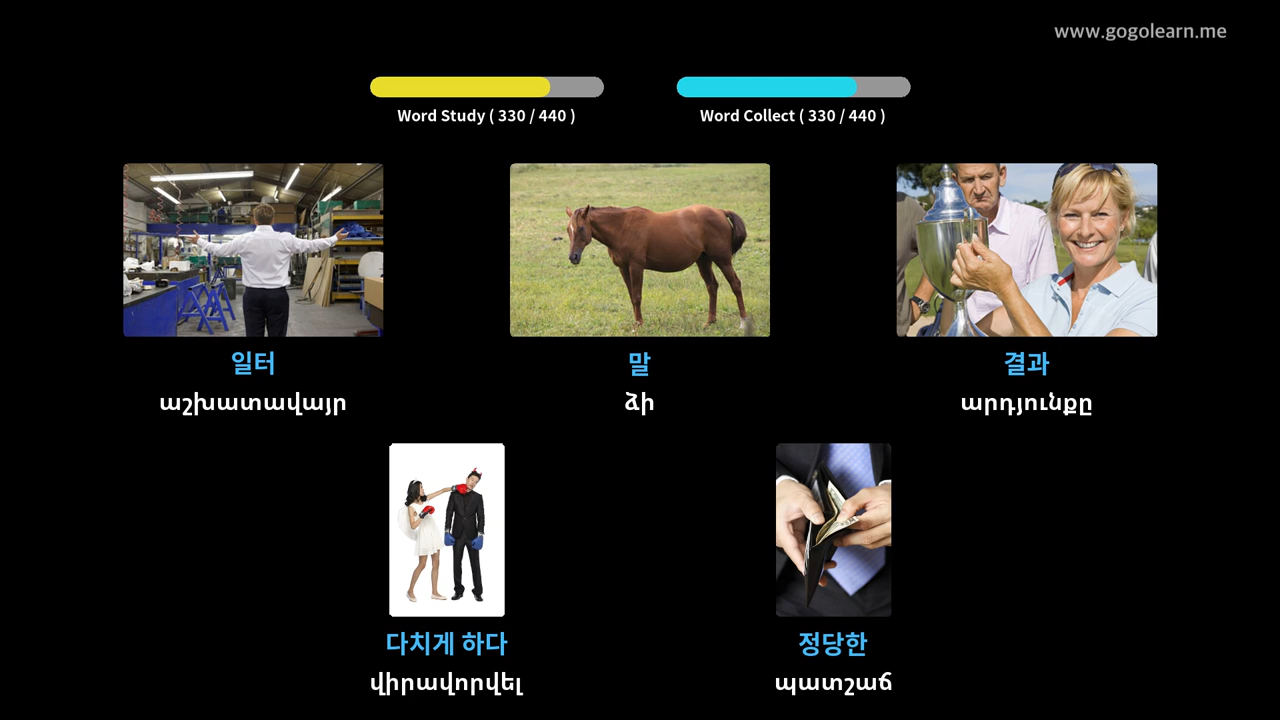 www.gogolearn.me
Word Study ( 330 / 440 )
Word Collect ( 330 / 440 )
일터
աշխատավայր
말
ձի
결과
արդյունքը
다치게 하다
վիրավորվել
정당한
պատշաճ